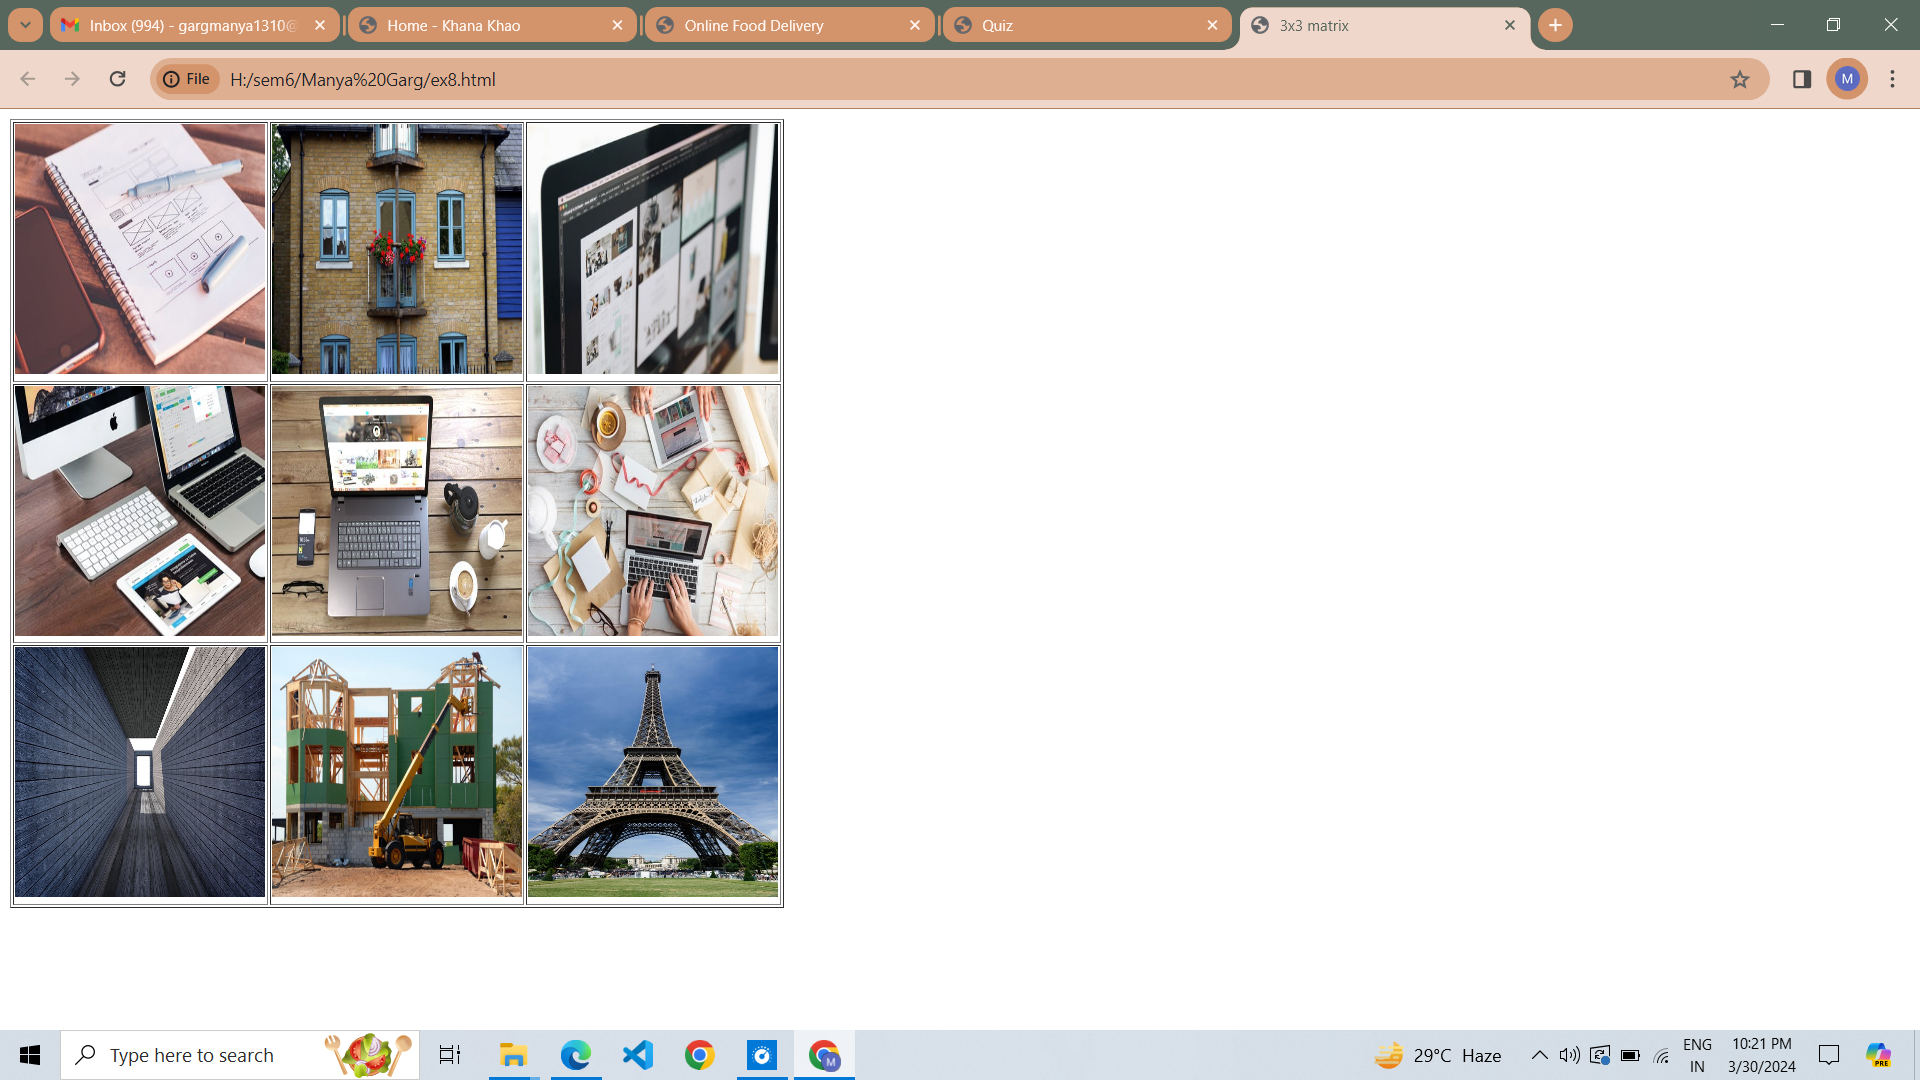 Inbox (994) - gargmanya1310@
Home - Khana Khao
Online Food Delivery
Quiz
3x3 matrix
File
H:/sem6/Manya%20Garg/ex8.html
M
Type here to search
M
29°C Haze
ENG
IN
10:21 PM
3/30/2024
PRE